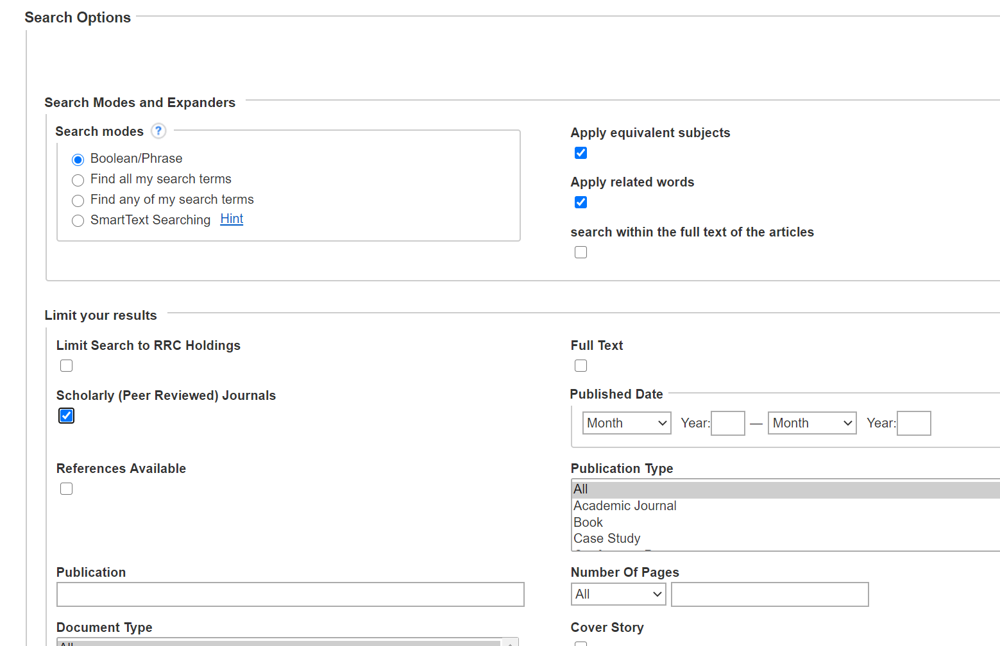 Search Options
Search Modes and Expanders
Search modes ?
Boolean/Phrase
Find all my search terms
Find any of my search terms
SmartText Searching Hint
Apply equivalent subjects
Apply related words
search within the full text of the articles
Limit your results
Limit Search to RRC Holdings
Full Text
Scholarly (Peer Reviewed) Journals
Published Date
Month Year: — Month Year:
References Available
Publication Type
All
Academic Journal
Book
Case Study
Publication
Number Of Pages
All
Document Type
All
Cover Story